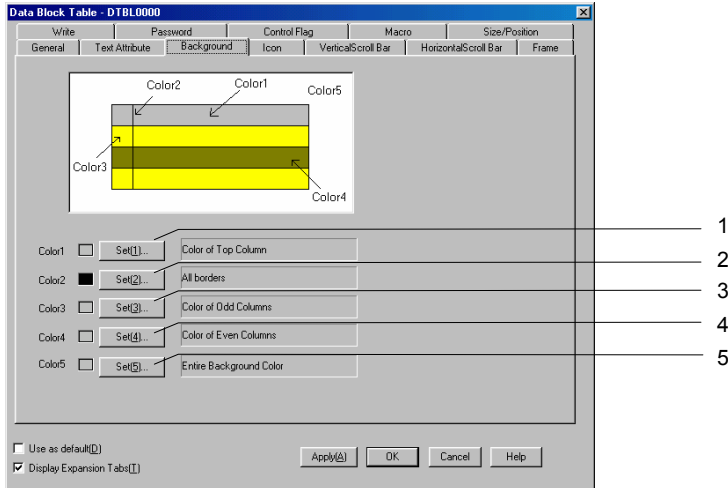 Data Block Table - DTBL0000
Write Password Control Flag Macro Size/Position
General Text Attribute Background Icon VerticalScroll Bar HorizontalScroll Bar Frame
Color2 Color1 Color5
Color3
Color4
Color1 Set(1)... Color of Top Column 1
Color2 Set(2)... All borders 2
Color3 Set(3)... Color of Odd Columns 3
Color4 Set(4)... Color of Even Columns 4
Color5 Set(5)... Entire Background Color 5
Use as default(D)
Display Expansion Tabs(T)
Apply(A) OK Cancel Help